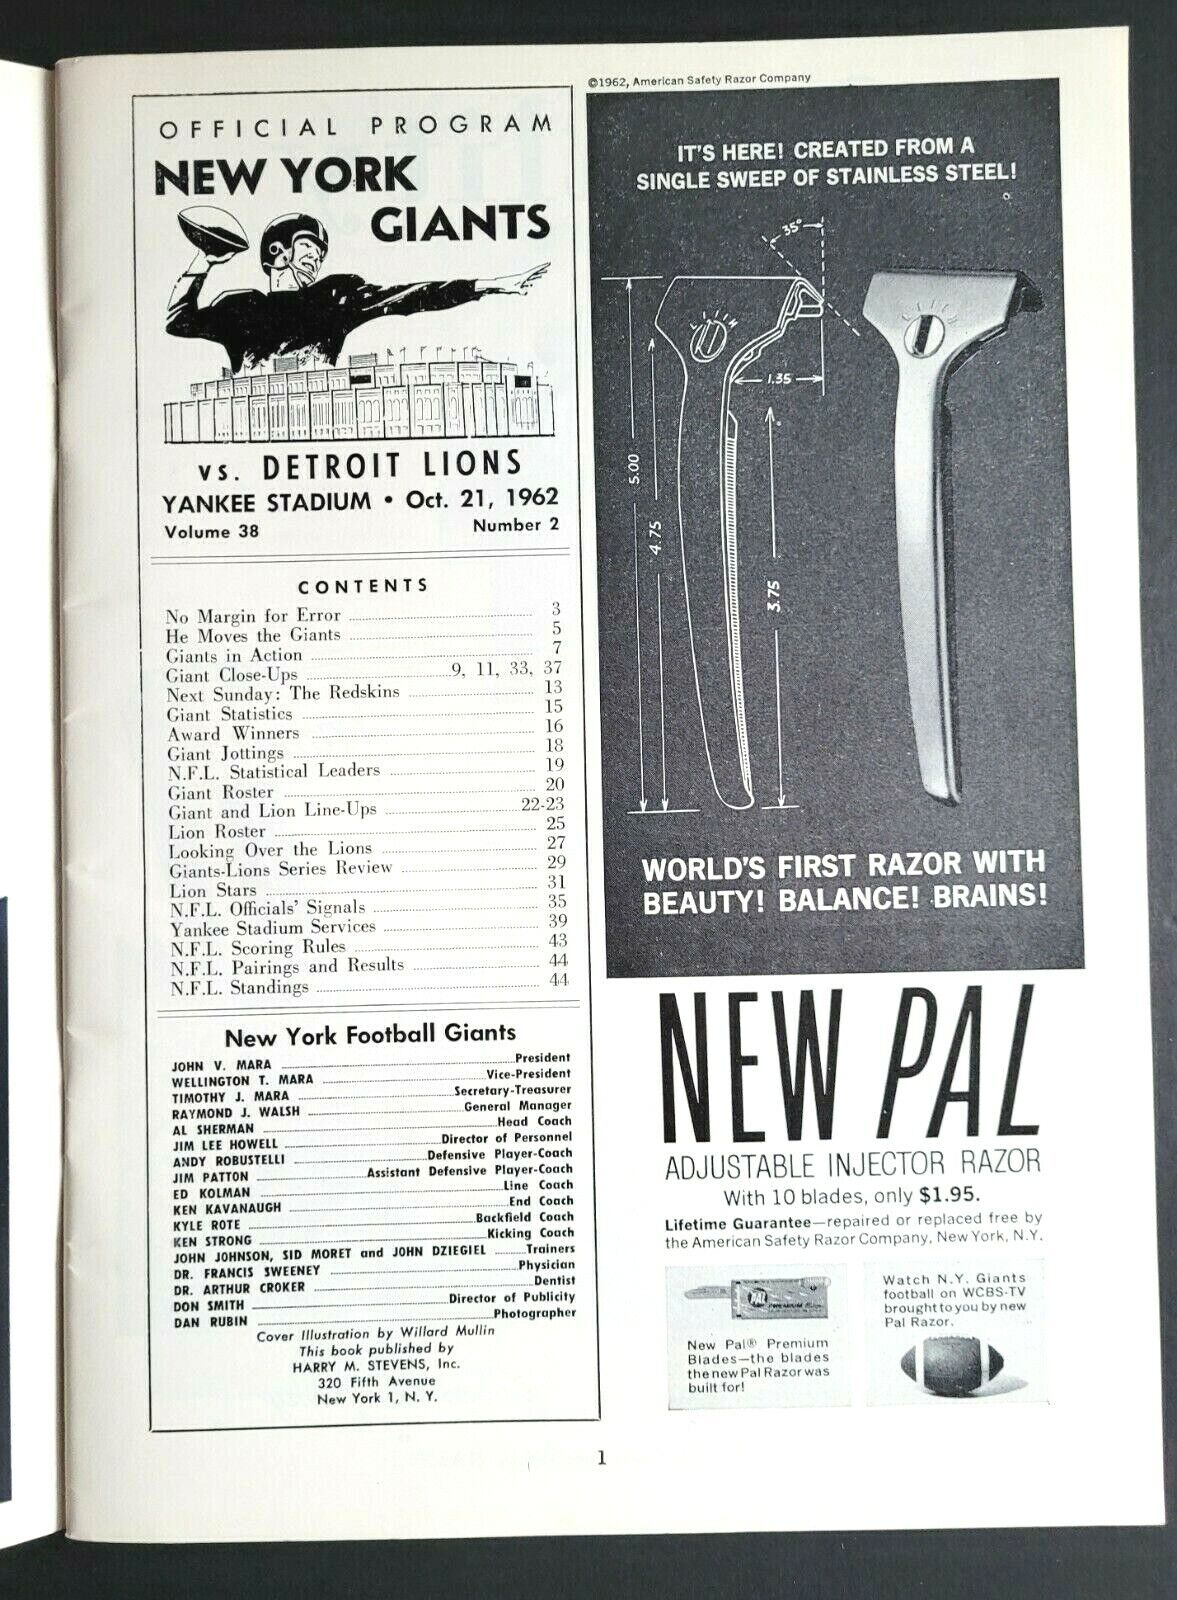 ©1962, American Safety Razor Company
OFFICIAL PROGRAM
NEW YORK
GIANTS
VS. DETROIT LIONS
YANKEE STADIUM • Oct. 21, 1962
Volume 38 Number 2
CONTENTS
No Margin for Error 3
He Moves the Giants 5
Giants in Action 7
Giant Close-Ups 9, 11, 33, 37
Next Sunday: The Redskins 13
Giant Statistics 15
Award Winners 16
Giant Jottings 18
N.F.L. Statistical Leaders 19
Giant Roster 20
Giant and Lion Line-Ups 22-23
Lion Roster 25
Looking Over the Lions 27
Giants-Lions Series Review 29
Lion Stars 31
N.F.L. Officials' Signals 35
Yankee Stadium Services 39
N.F.L. Scoring Rules 43
N.F.L. Pairings and Results 44
N.F.L. Standings 44
New York Football Giants
JOHN V. MARA President
WELLINGTON T. MARA Vice-President
TIMOTHY J. MARA Secretary-Treasurer
RAYMOND J. WALSH General Manager
AL SHERMAN Head Coach
JIM LEE HOWELL Director of Personnel
ANDY ROBUSTELLI Defensive Player-Coach
JIM PATTON Assistant Defensive Player-Coach
ED KOLMAN Line Coach
KEN KAVANAUGH End Coach
KYLE ROTE Backfield Coach
KEN STRONG Kicking Coach
JOHN JOHNSON, SID MORET and JOHN DZIEGIEL Trainers
DR. FRANCIS SWEENEY Physician
DR. ARTHUR CROKER Dentist
DON SMITH Director of Publicity
DAN RUBIN Photographer
Cover Illustration by Willard Mullin
This book published by
HARRY M. STEVENS, Inc.
320 Fifth Avenue
New York 1, N. Y.
IT'S HERE! CREATED FROM A
SINGLE SWEEP OF STAINLESS STEEL!
35°
1.35
5.00
4.75
3.75
WORLD'S FIRST RAZOR WITH
BEAUTY! BALANCE! BRAINS!
NEW PAL
ADJUSTABLE INJECTOR RAZOR
With 10 blades, only $1.95.
Lifetime Guarantee—repaired or replaced free by
the American Safety Razor Company, New York, N.Y.
PAL
PREMIUM
New Pal® Premium
Blades—the blades
the new Pal Razor was
built for!
Watch N.Y. Giants
football on WCBS-TV
brought to you by new
Pal Razor.
1